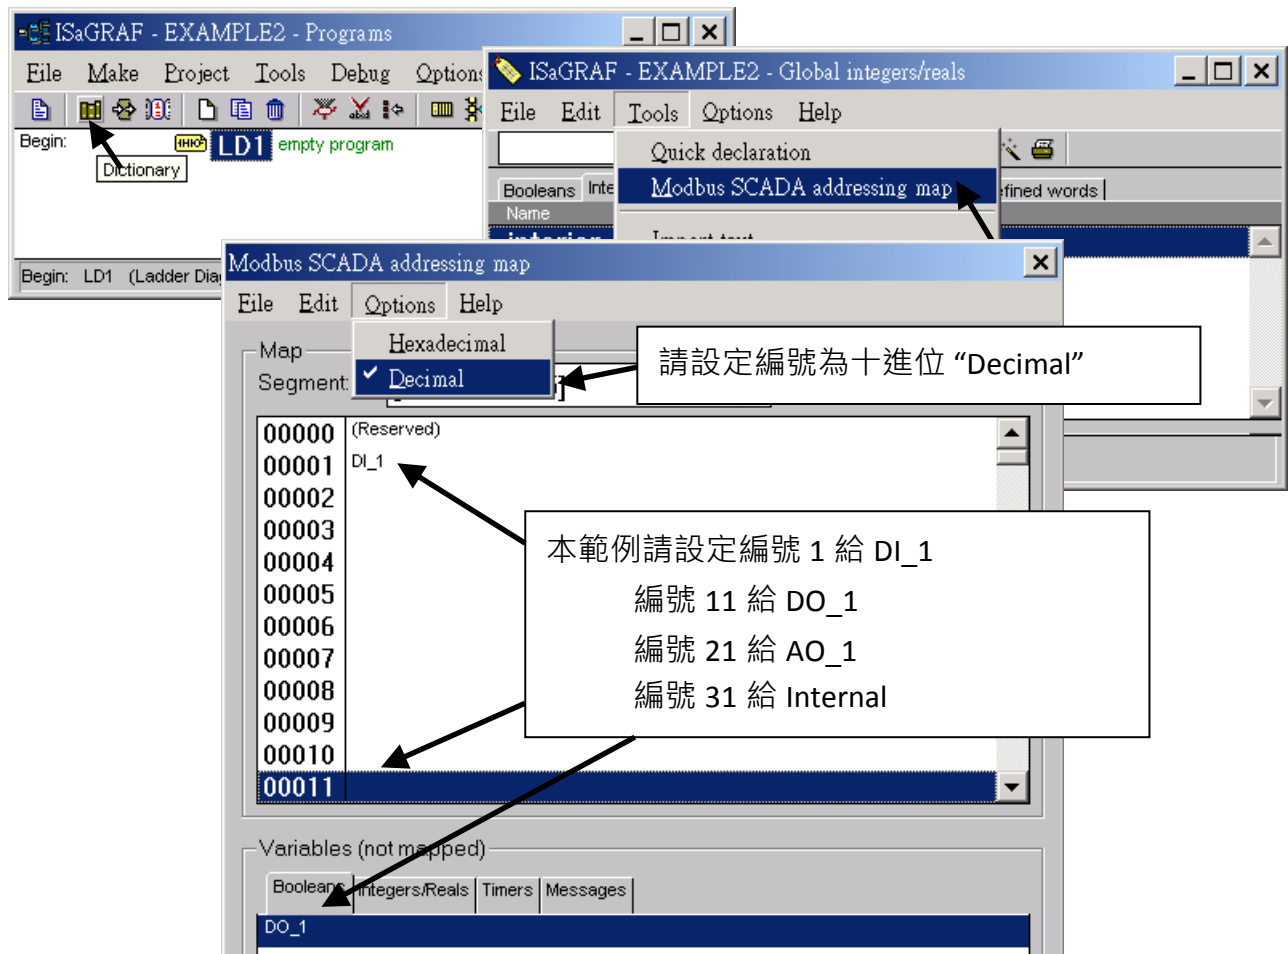 ISaGRAF - EXAMPLE2 - Programs
File Make Project Tools Debug Options
Begin: LD1 empty program
Dictionary
Begin: LD1 (Ladder Dia
ISaGRAF - EXAMPLE2 - Global integers/reals
File Edit Tools Options Help
Quick declaration
Modbus SCADA addressing map
Booleans Inte fined words
Name
Import text
Modbus SCADA addressing map
File Edit Options Help
Hexadecimal
Decimal
Map
Segment:
請設定編號為十進位 “Decimal”
00000 (Reserved)
00001 DI_1
00002
00003
00004
00005
00006
00007
00008
00009
00010
00011
本範例請設定編號 1 給 DI_1
編號 11 給 DO_1
編號 21 給 AO_1
編號 31 給 Internal
Variables (not mapped)
Booleans Integers/Reals Timers Messages
DO_1